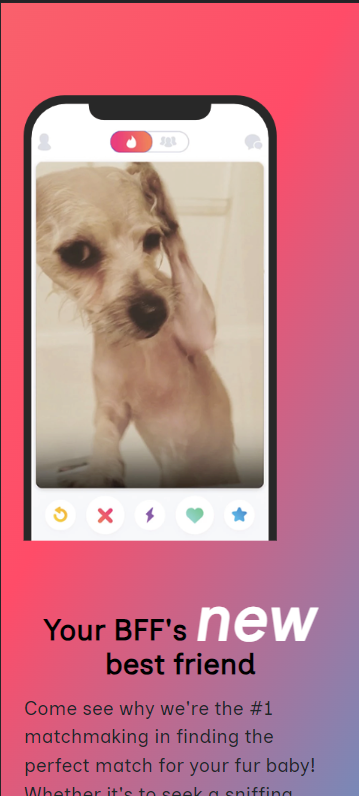 Your BFF's new
best friend
Come see why we're the #1
matchmaking in finding the
perfect match for your fur baby!
Whether it's to seek a sniffing